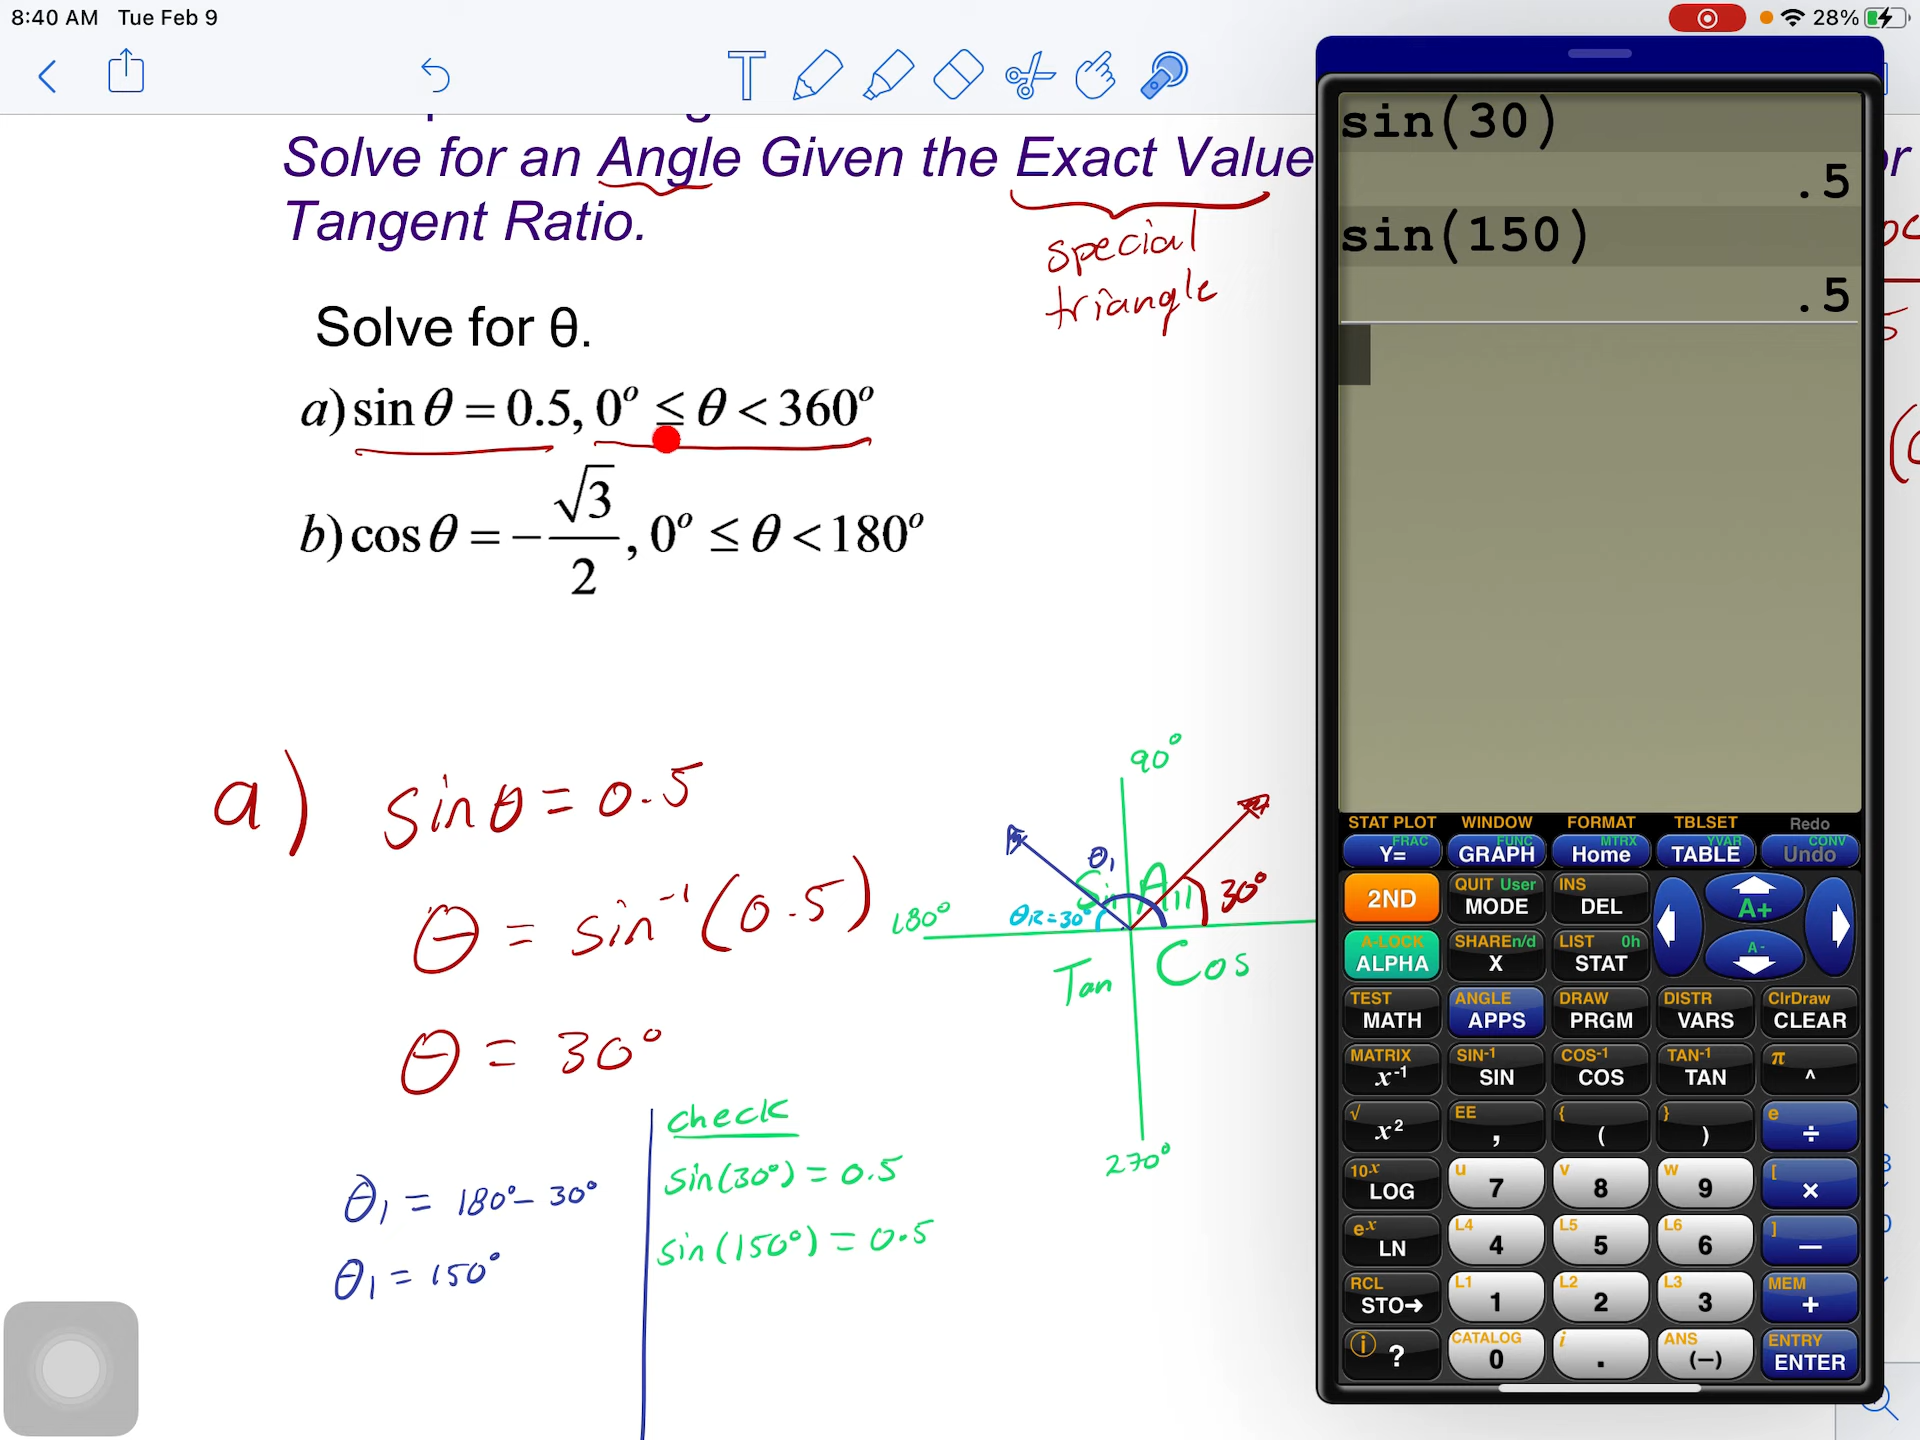 8:40 AM Tue Feb 9
28%
Solve for an Angle Given the Exact Value
Tangent Ratio.
special
triangle
Solve for θ.
a) sin θ = 0.5, 0° ≤ θ < 360°
b) cos θ = -√3/2, 0° ≤ θ < 180°
a) sin θ = 0.5
θ = sin⁻¹(0.5)
θ = 30°
θ₁ = 180° - 30°
θ₁ = 150°
check
sin(30°) = 0.5
sin(150°) = 0.5
90°
θ₁
Sin All 30°
180° θR = 30°
Tan Cos
270°
sin(30)
.5
sin(150)
.5
STAT PLOT WINDOW FORMAT TBLSET Redo
FRAC FUNC MTRX YVAR CONV
Y= GRAPH Home TABLE Undo
QUIT User INS
2ND MODE DEL A+
A-LOCK SHARE n/d LIST 0h A-
ALPHA X STAT
TEST ANGLE DRAW DISTR ClrDraw
MATH APPS PRGM VARS CLEAR
MATRIX SIN-1 COS-1 TAN-1 π
x-1 SIN COS TAN ^
√ EE { } e
x² , ( ) ÷
10x u v w [
LOG 7 8 9 ×
ex L4 L5 L6 ]
LN 4 5 6 –
RCL L1 L2 L3 MEM
STO➔ 1 2 3 +
i CATALOG i ANS ENTRY
? 0 . (–) ENTER